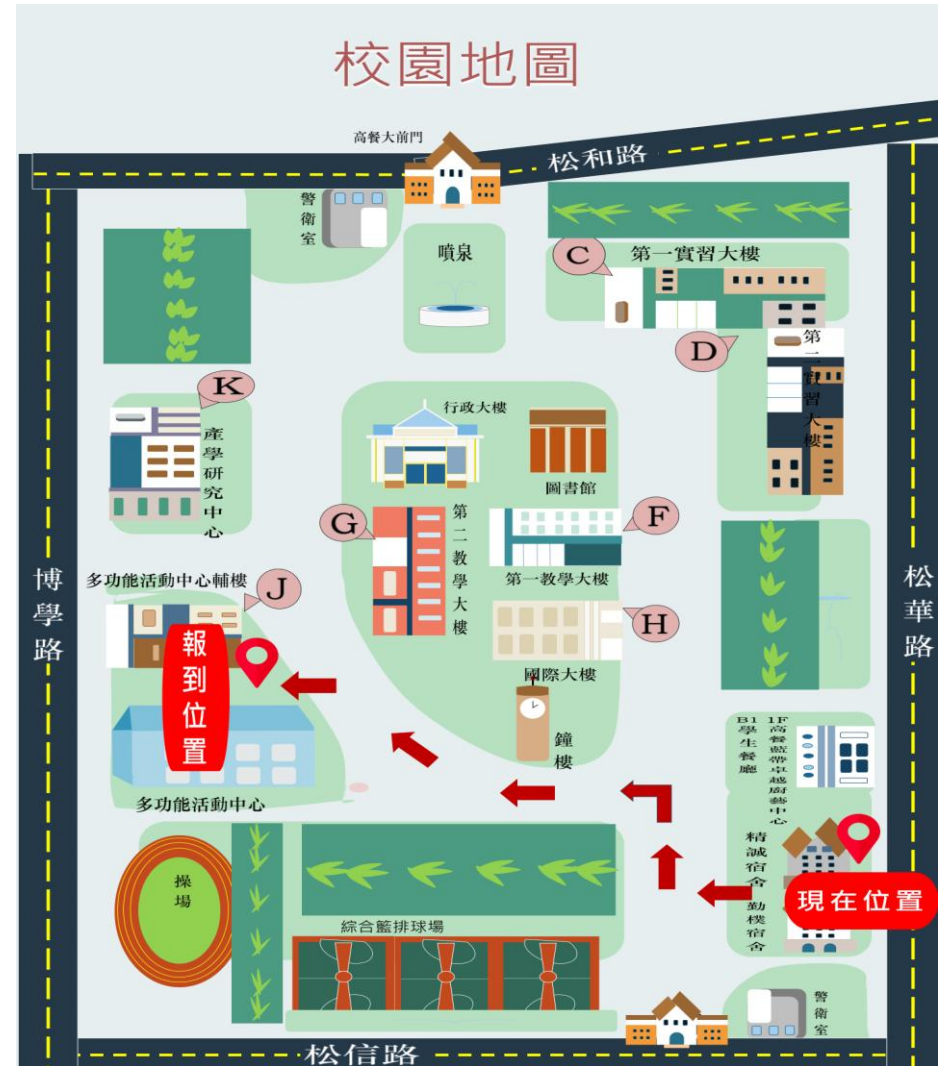 校園地圖
高餐大前門
松和路
警衛室
噴泉
C
第一實習大樓
D
第二實習大樓
K
產學研究中心
行政大樓
圖書館
G
第二教學大樓
F
第一教學大樓
H
國際大樓
鐘樓
博學路
松華路
多功能活動中心輔樓
J
報到位置
多功能活動中心
1F高餐藍帶卓越廚藝中心
B1學生餐廳
精誠宿舍
勤樸宿舍
現在位置
操場
綜合籃排球場
警衛室
松信路